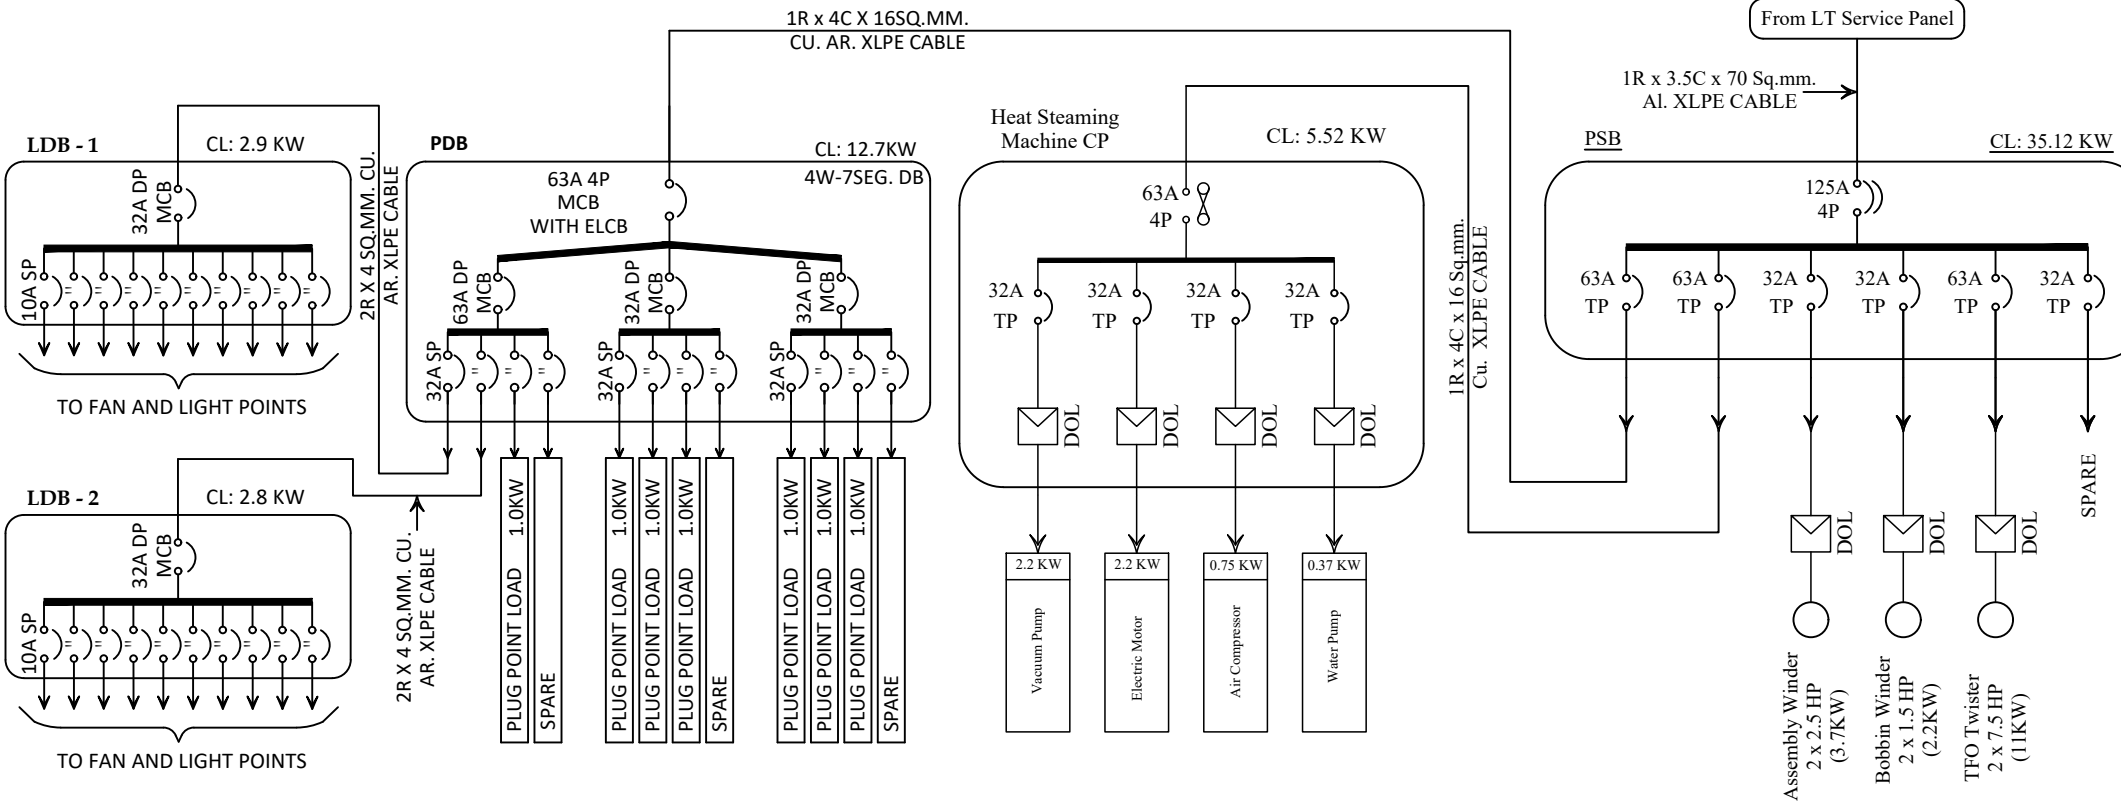 1R x 4C X 16SQ.MM.
CU. AR. XLPE CABLE
From LT Service Panel
1R x 3.5C x 70 Sq.mm.
Al. XLPE CABLE
LDB - 1
CL: 2.9 KW
32A DP
MCB
10A SP
" " " " " " " " "
TO FAN AND LIGHT POINTS
2R X 4 SQ.MM. CU.
AR. XLPE CABLE
LDB - 2
CL: 2.8 KW
32A DP
MCB
10A SP
" " " " " " " " "
TO FAN AND LIGHT POINTS
2R X 4 SQ.MM. CU.
AR. XLPE CABLE
PDB
CL: 12.7KW
4W-7SEG. DB
63A 4P
MCB
WITH ELCB
63A DP
MCB
32A DP
MCB
32A DP
MCB
32A SP
" " "
32A SP
" " "
32A SP
" " "
PLUG POINT LOAD 1.0KW
SPARE
PLUG POINT LOAD 1.0KW
PLUG POINT LOAD 1.0KW
PLUG POINT LOAD 1.0KW
SPARE
PLUG POINT LOAD 1.0KW
PLUG POINT LOAD 1.0KW
PLUG POINT LOAD 1.0KW
SPARE
Heat Steaming
Machine CP
CL: 5.52 KW
63A
4P
32A
TP
32A
TP
32A
TP
32A
TP
DOL
DOL
DOL
DOL
2.2 KW
Vacuum Pump
2.2 KW
Electric Motor
0.75 KW
Air Compressor
0.37 KW
Water Pump
1R x 4C x 16 Sq.mm.
Cu. XLPE CABLE
PSB
CL: 35.12 KW
125A
4P
63A
TP
63A
TP
32A
TP
32A
TP
63A
TP
32A
TP
DOL
DOL
DOL
SPARE
Assembly Winder
2 x 2.5 HP
(3.7KW)
Bobbin Winder
2 x 1.5 HP
(2.2KW)
TFO Twister
2 x 7.5 HP
(11KW)